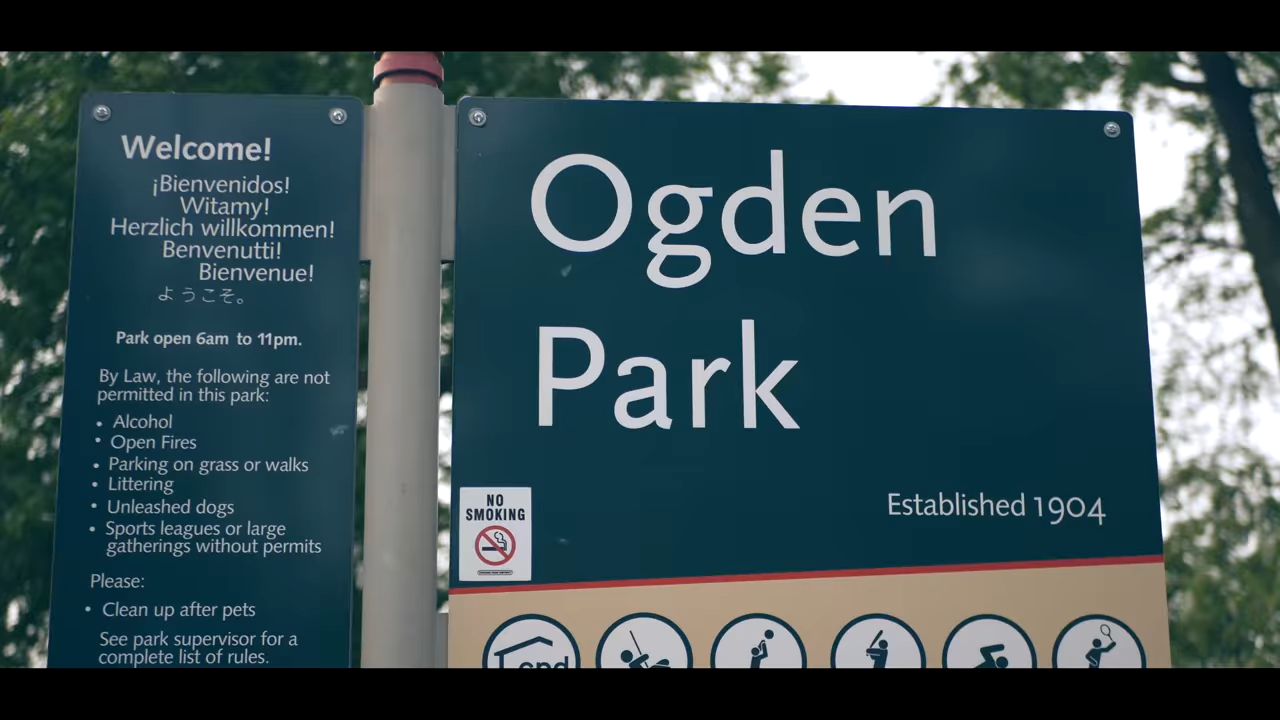 Welcome!
¡Bienvenidos!
Witamy!
Herzlich willkommen!
Benvenutti!
Bienvenue!
ようこそ。
Park open 6am to 11pm.
By Law, the following are not
permitted in this park:
• Alcohol
• Open Fires
• Parking on grass or walks
• Littering
• Unleashed dogs
• Sports leagues or large
gatherings without permits
Please:
• Clean up after pets
See park supervisor for a
complete list of rules.
Ogden
Park
Established 1904
NO
SMOKING
cpd